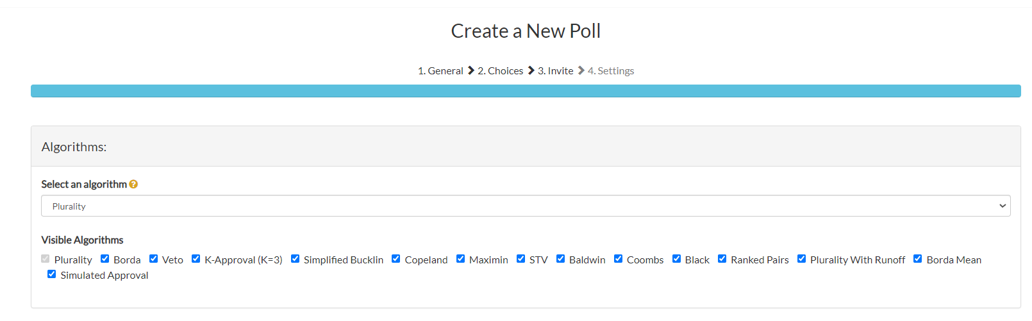 Create a New Poll
1. General > 2. Choices > 3. Invite > 4. Settings
Algorithms:
Select an algorithm ?
Plurality
Visible Algorithms
Plurality Borda Veto K-Approval (K=3) Simplified Bucklin Copeland Maximin STV Baldwin Coombs Black Ranked Pairs Plurality With Runoff Borda Mean
Simulated Approval